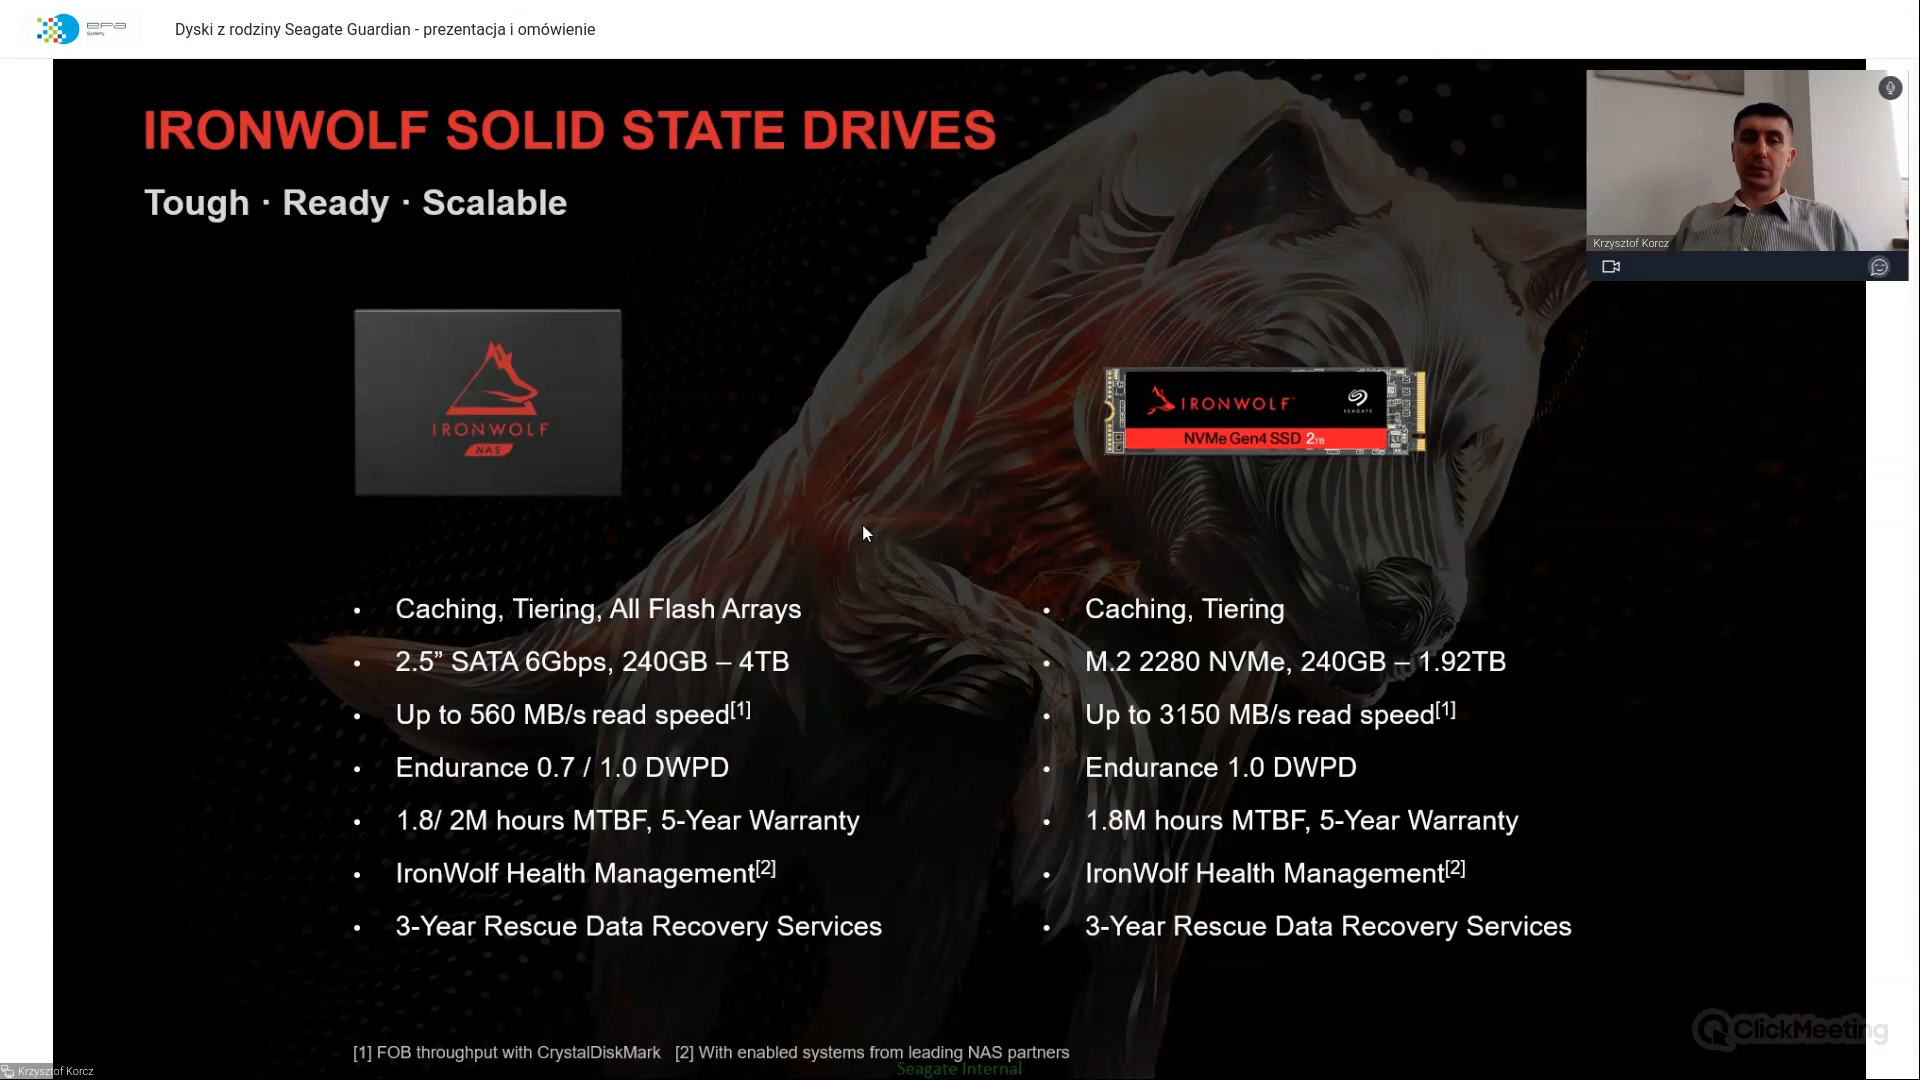 epa
Systemy
Dyski z rodziny Seagate Guardian - prezentacja i omówienie
IRONWOLF SOLID STATE DRIVES
Tough · Ready · Scalable
Krzysztof Korcz
IRONWOLF
NAS
IRONWOLF
SEAGATE
NVMe Gen4 SSD 2TB
• Caching, Tiering, All Flash Arrays
• 2.5” SATA 6Gbps, 240GB – 4TB
• Up to 560 MB/s read speed[1]
• Endurance 0.7 / 1.0 DWPD
• 1.8/ 2M hours MTBF, 5-Year Warranty
• IronWolf Health Management[2]
• 3-Year Rescue Data Recovery Services
• Caching, Tiering
• M.2 2280 NVMe, 240GB – 1.92TB
• Up to 3150 MB/s read speed[1]
• Endurance 1.0 DWPD
• 1.8M hours MTBF, 5-Year Warranty
• IronWolf Health Management[2]
• 3-Year Rescue Data Recovery Services
ClickMeeting
[1] FOB throughput with CrystalDiskMark [2] With enabled systems from leading NAS partners
Seagate Internal
Krzysztof Korcz